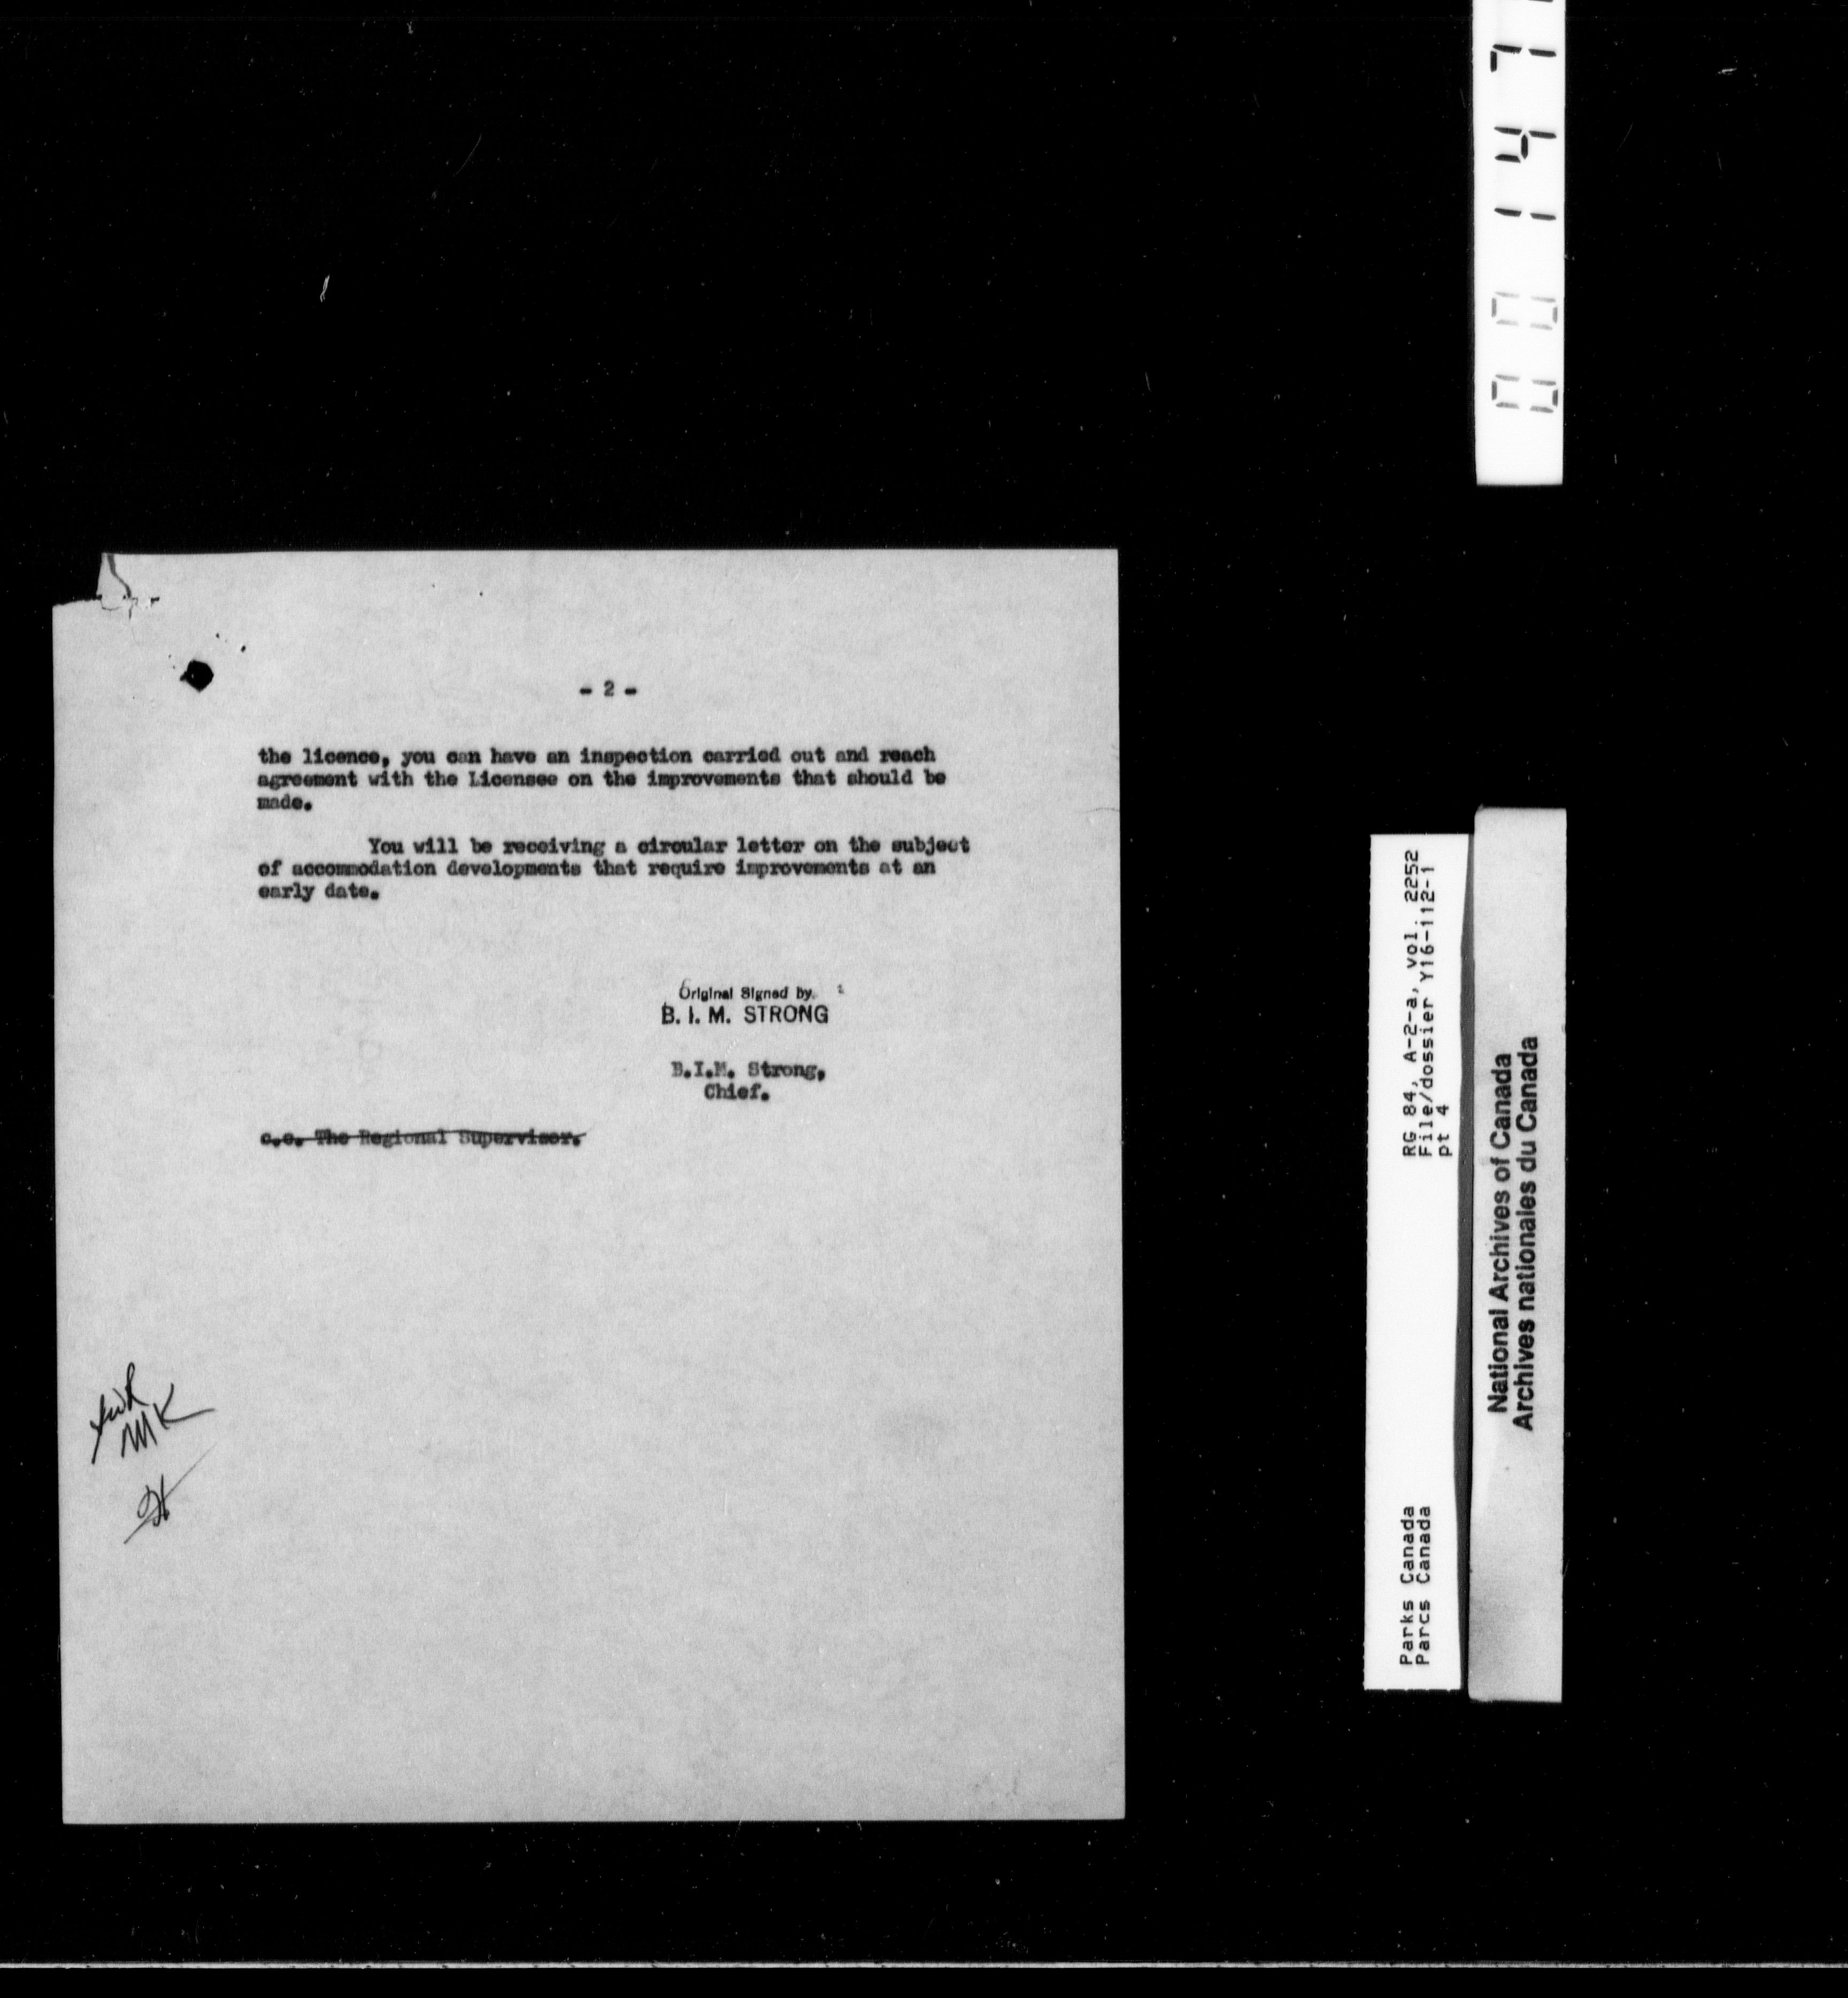 - 2 -
the licence, you can have an inspection carried out and reach
agreement with the Licensee on the improvements that should be
made.
You will be receiving a circular letter on the subject
of accommodation developments that require improvements at an
early date.
Original Signed by
B. I. M. STRONG
B.I.M. Strong,
Chief.
c.c. The Regional Supervisor.
MK
RG 84, A-2-a, vol. 2252
File/dossier Y16-112-1
pt 4
Parks Canada
Parcs Canada
National Archives of Canada
Archives nationales du Canada